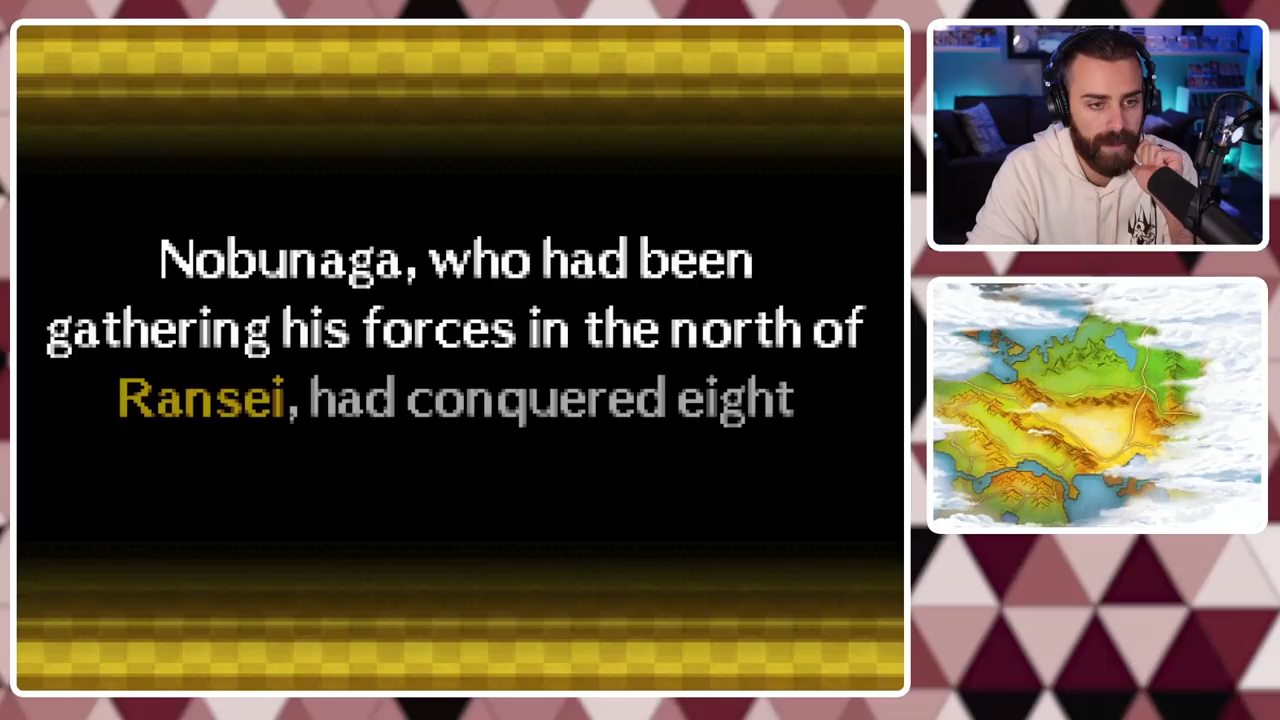 Nobunaga, who had been
gathering his forces in the north of
Ransei, had conquered eight